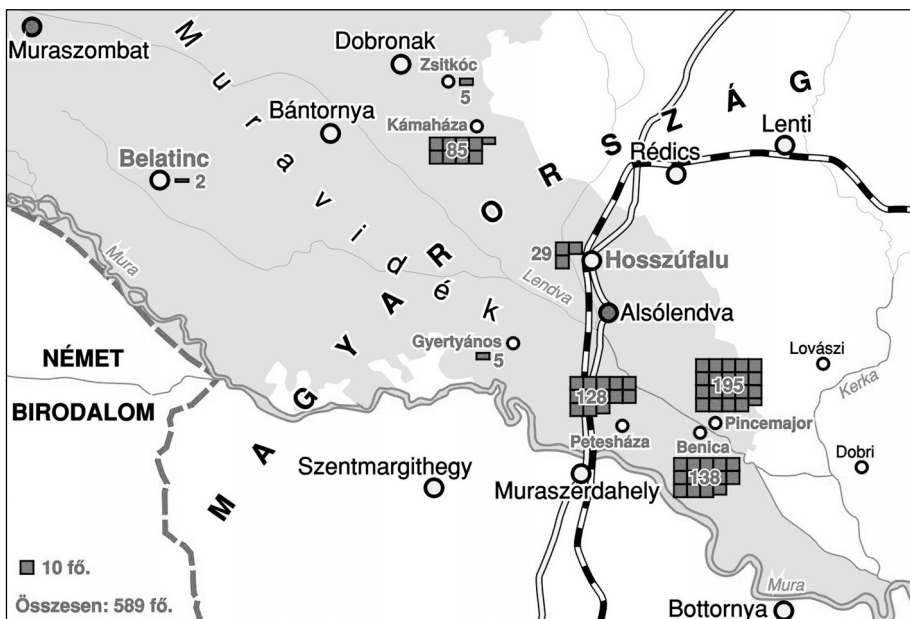 Muraszombat
Muravidék
Dobronak
Zsitkóc
5
Bántornya
Kámaháza
85
Belatinc
2
MAGYARORSZÁG
Lenti
Rédics
29
Hosszúfalu
Mura
Lendva
Alsólendva
Gyertyános
5
NÉMET
BIRODALOM
Lovászi
Kerka
128
195
Petesháza
Pincemajor
Benica
138
Dobri
Szentmargithegy
Muraszerdahely
10 fő.
Összesen: 589 fő.
Mura
Bottornya